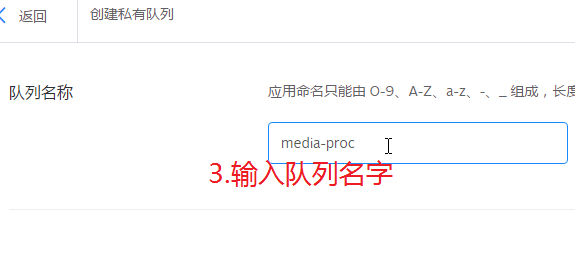 返回
创建私有队列
队列名称
应用命名只能由 0-9、A-Z、a-z、-、_ 组成，长度
media-proc
3.输入队列名字